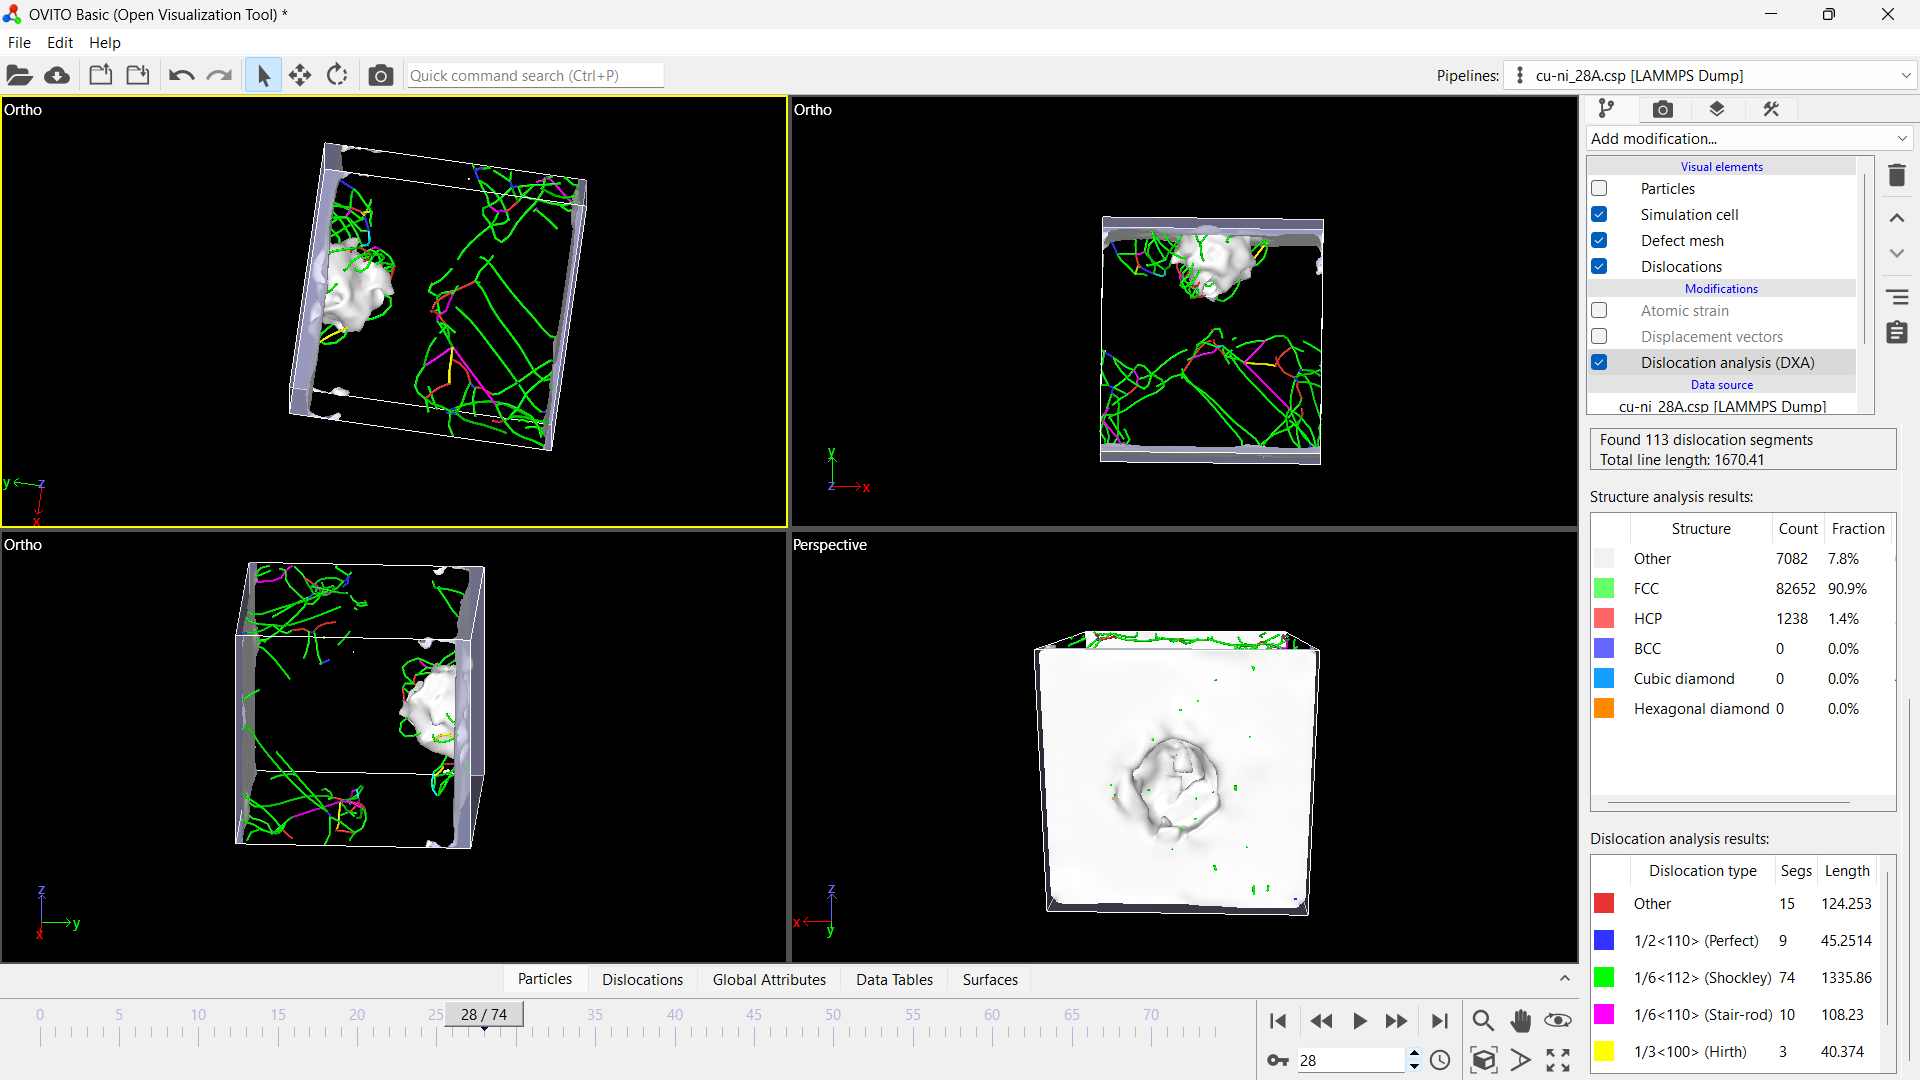 OVITO Basic (Open Visualization Tool) *
File Edit Help
Quick command search (Ctrl+P)
Pipelines: cu-ni_28A.csp [LAMMPS Dump]
Ortho
Ortho
y z
x
y
z x
Ortho
Perspective
z
y
x
z
x
y
Add modification...
Visual elements
Particles
Simulation cell
Defect mesh
Dislocations
Modifications
Atomic strain
Displacement vectors
Dislocation analysis (DXA)
Data source
cu-ni_28A.csp [LAMMPS Dump]
Found 113 dislocation segments
Total line length: 1670.41
Structure analysis results:
Structure Count Fraction
Other 7082 7.8%
FCC 82652 90.9%
HCP 1238 1.4%
BCC 0 0.0%
Cubic diamond 0 0.0%
Hexagonal diamond 0 0.0%
Dislocation analysis results:
Dislocation type Segs Length
Other 15 124.253
1/2<110> (Perfect) 9 45.2514
1/6<112> (Shockley) 74 1335.86
1/6<110> (Stair-rod) 10 108.23
1/3<100> (Hirth) 3 40.374
Particles Dislocations Global Attributes Data Tables Surfaces
0 5 10 15 20 25 28 / 74 35 40 45 50 55 60 65 70
28